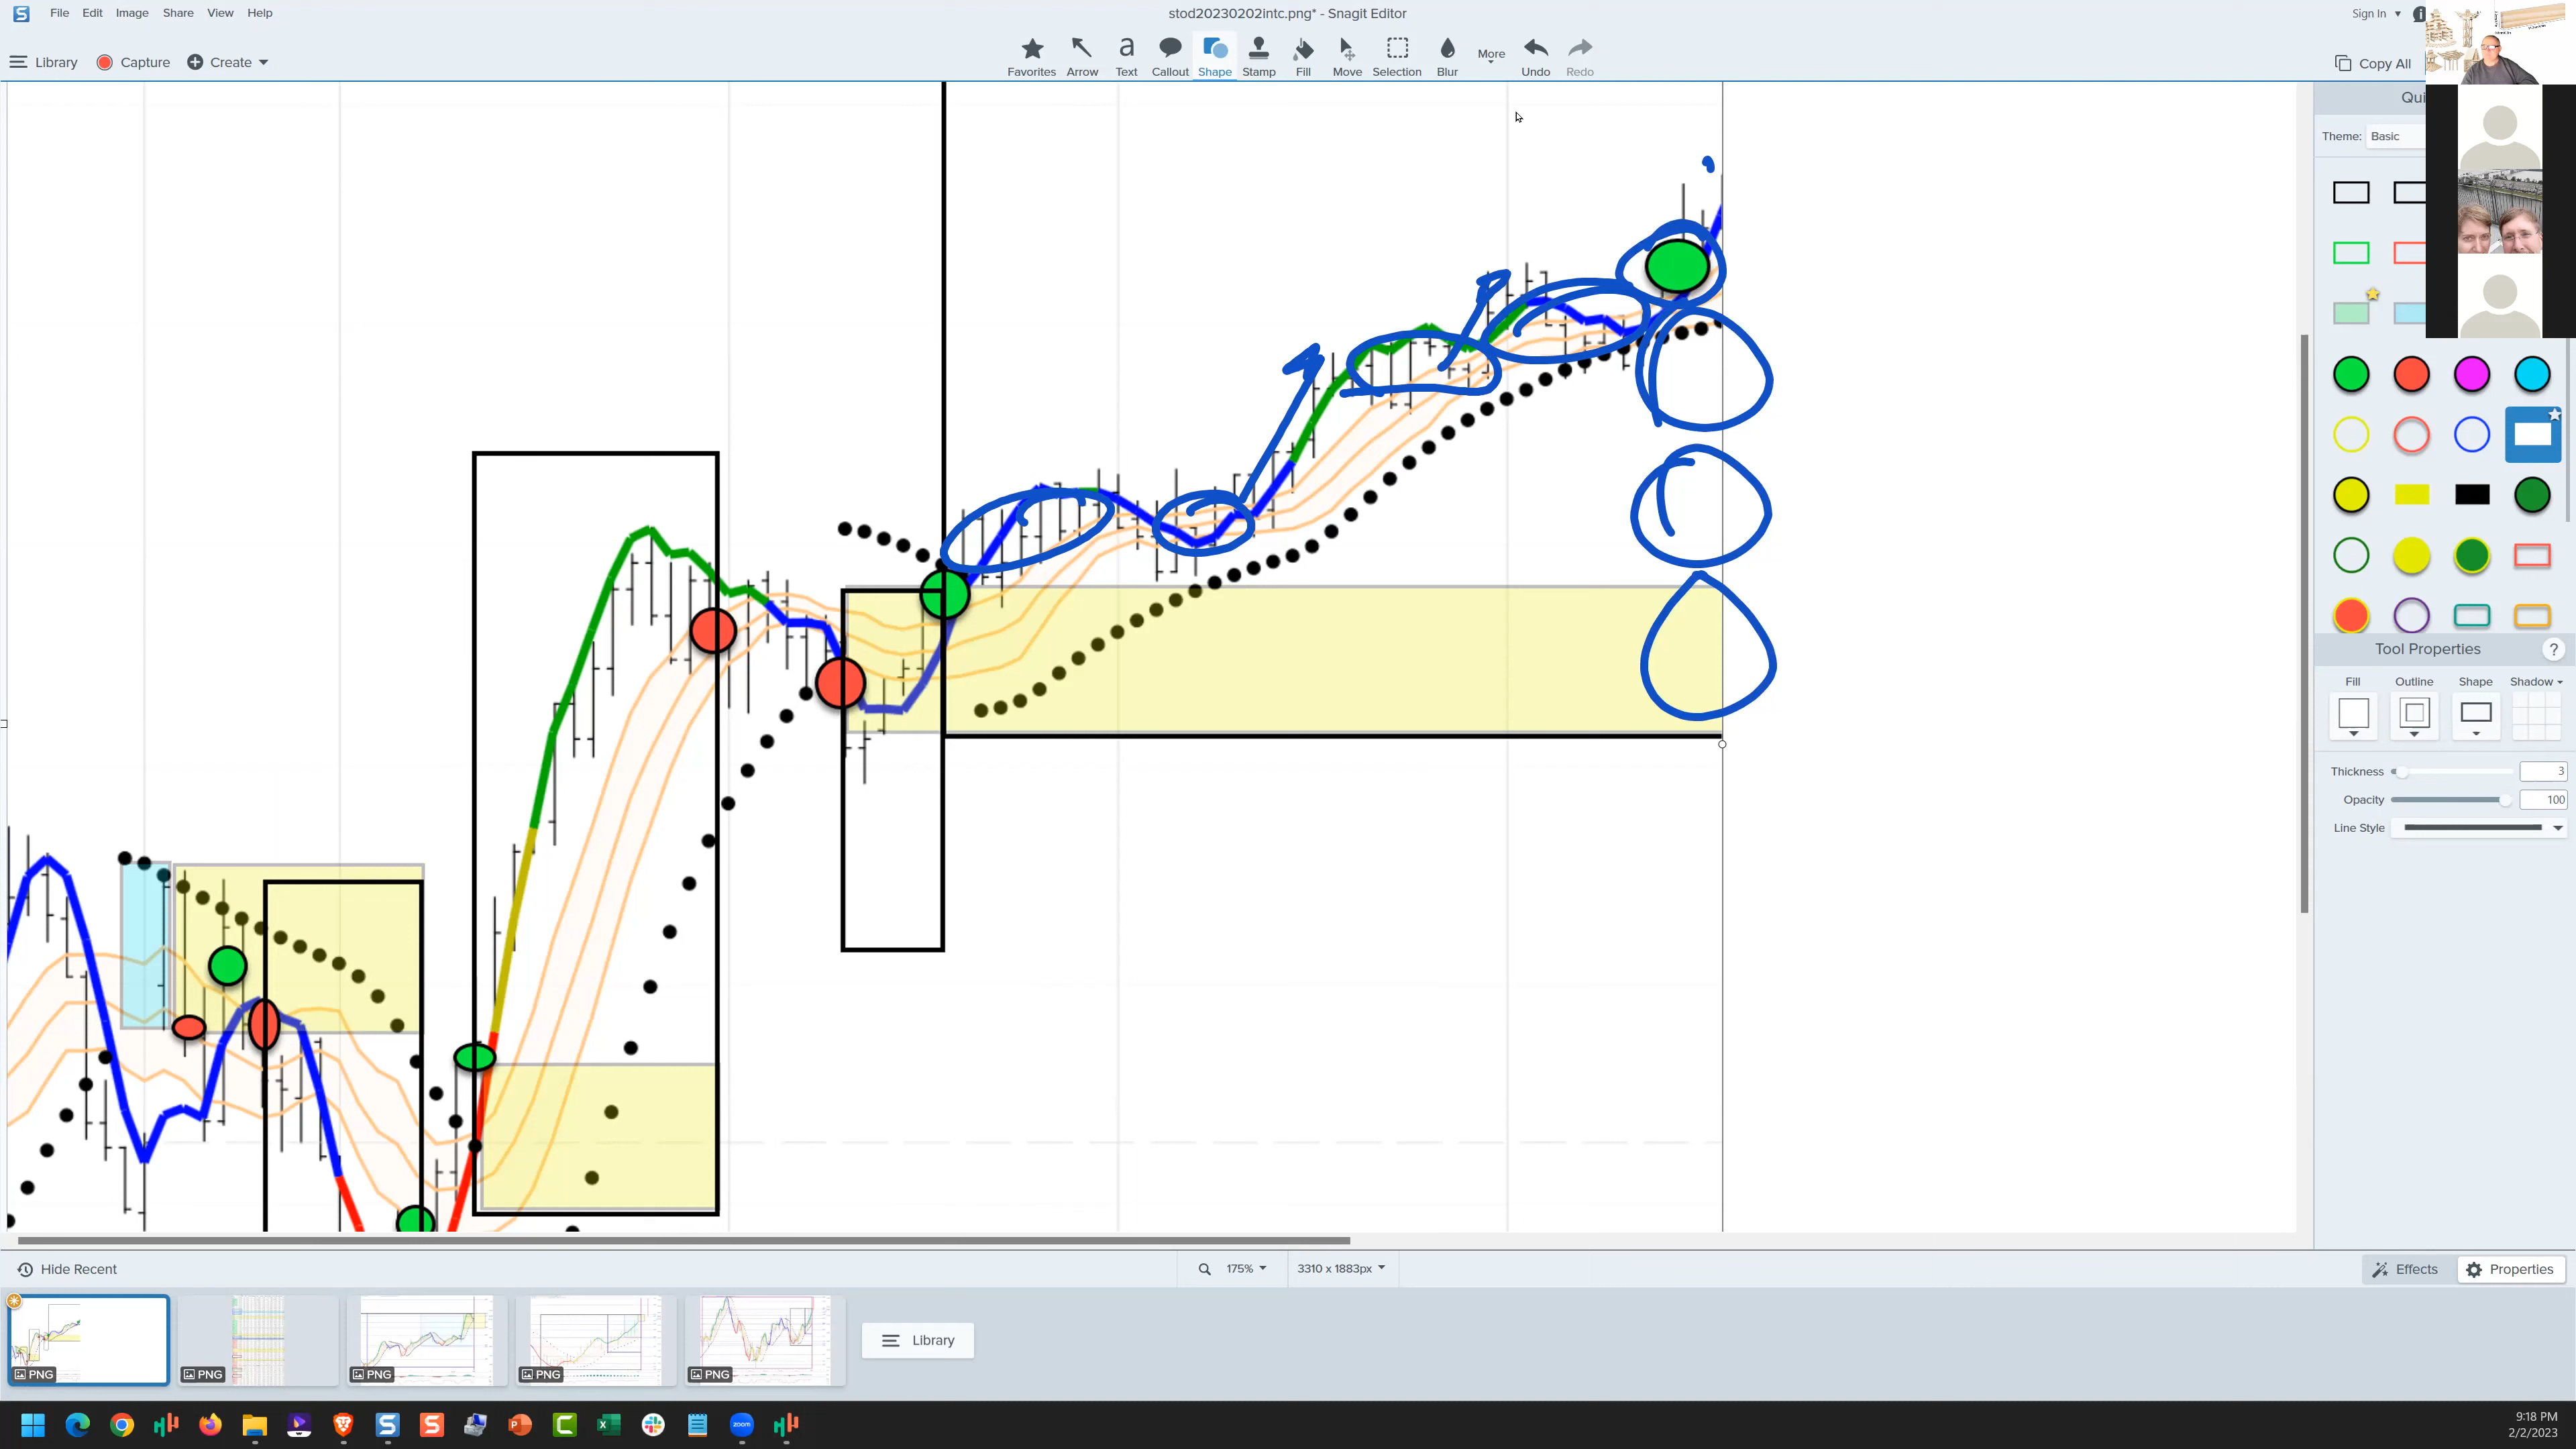 File Edit Image Share View Help
stod20230202intc.png* - Snagit Editor
Sign In
Library Capture Create
Favorites Arrow Text Callout Shape Stamp Fill Move Selection Blur More Undo Redo
Copy All
a
Theme: Basic
Tool Properties ?
Fill Outline Shape Shadow
Thickness 3
Opacity 100
Line Style
Hide Recent
175% 3310 x 1883px
Effects Properties
PNG PNG PNG PNG PNG
Library
zoom
9:18 PM
2/2/2023